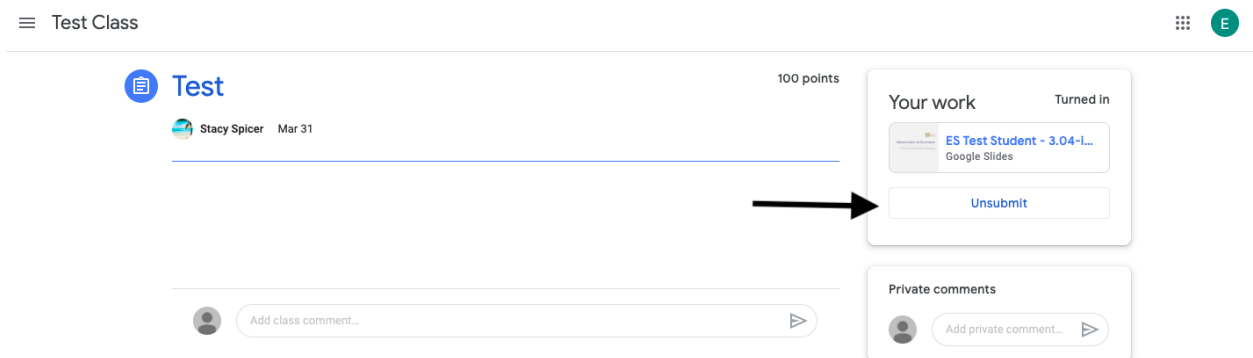 Test Class
E
Test
100 points
Stacy Spicer Mar 31
Add class comment...
Your work
Turned in
ES Test Student - 3.04-i...
Google Slides
Unsubmit
Private comments
Add private comment...